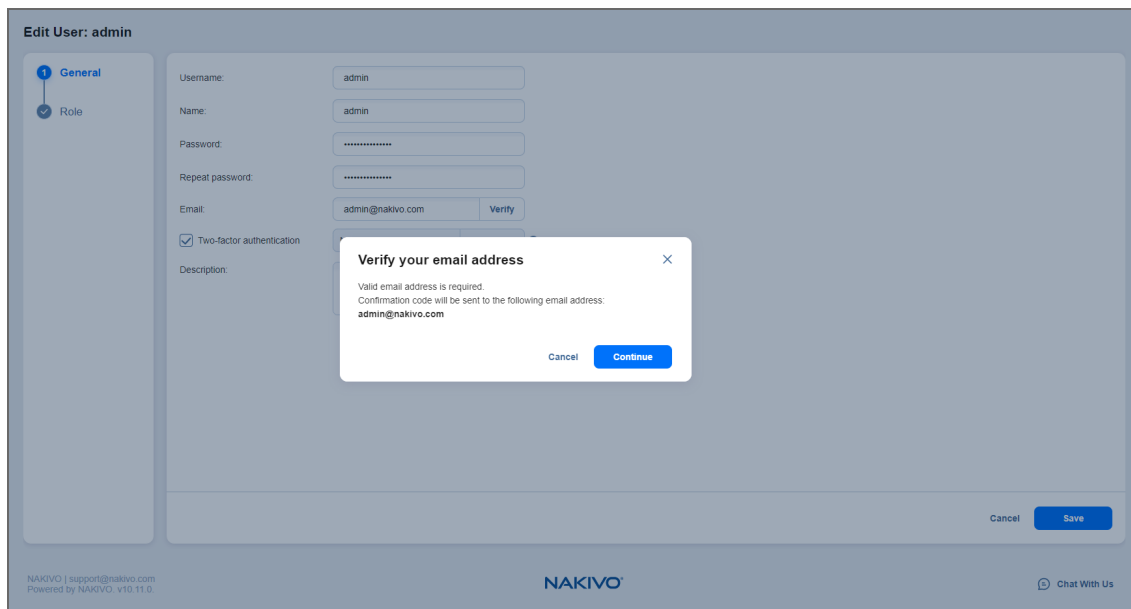 Edit User: admin
1 General
Role
Username: admin
Name: admin
Password: •••••••••••••••
Repeat password: •••••••••••••••
Email: admin@nakivo.com Verify
Two-factor authentication
Description:
Verify your email address
Valid email address is required.
Confirmation code will be sent to the following email address:
admin@nakivo.com
Cancel Continue
Cancel Save
NAKIVO | support@nakivo.com
Powered by NAKIVO. v10.11.0.
NAKIVO
Chat With Us